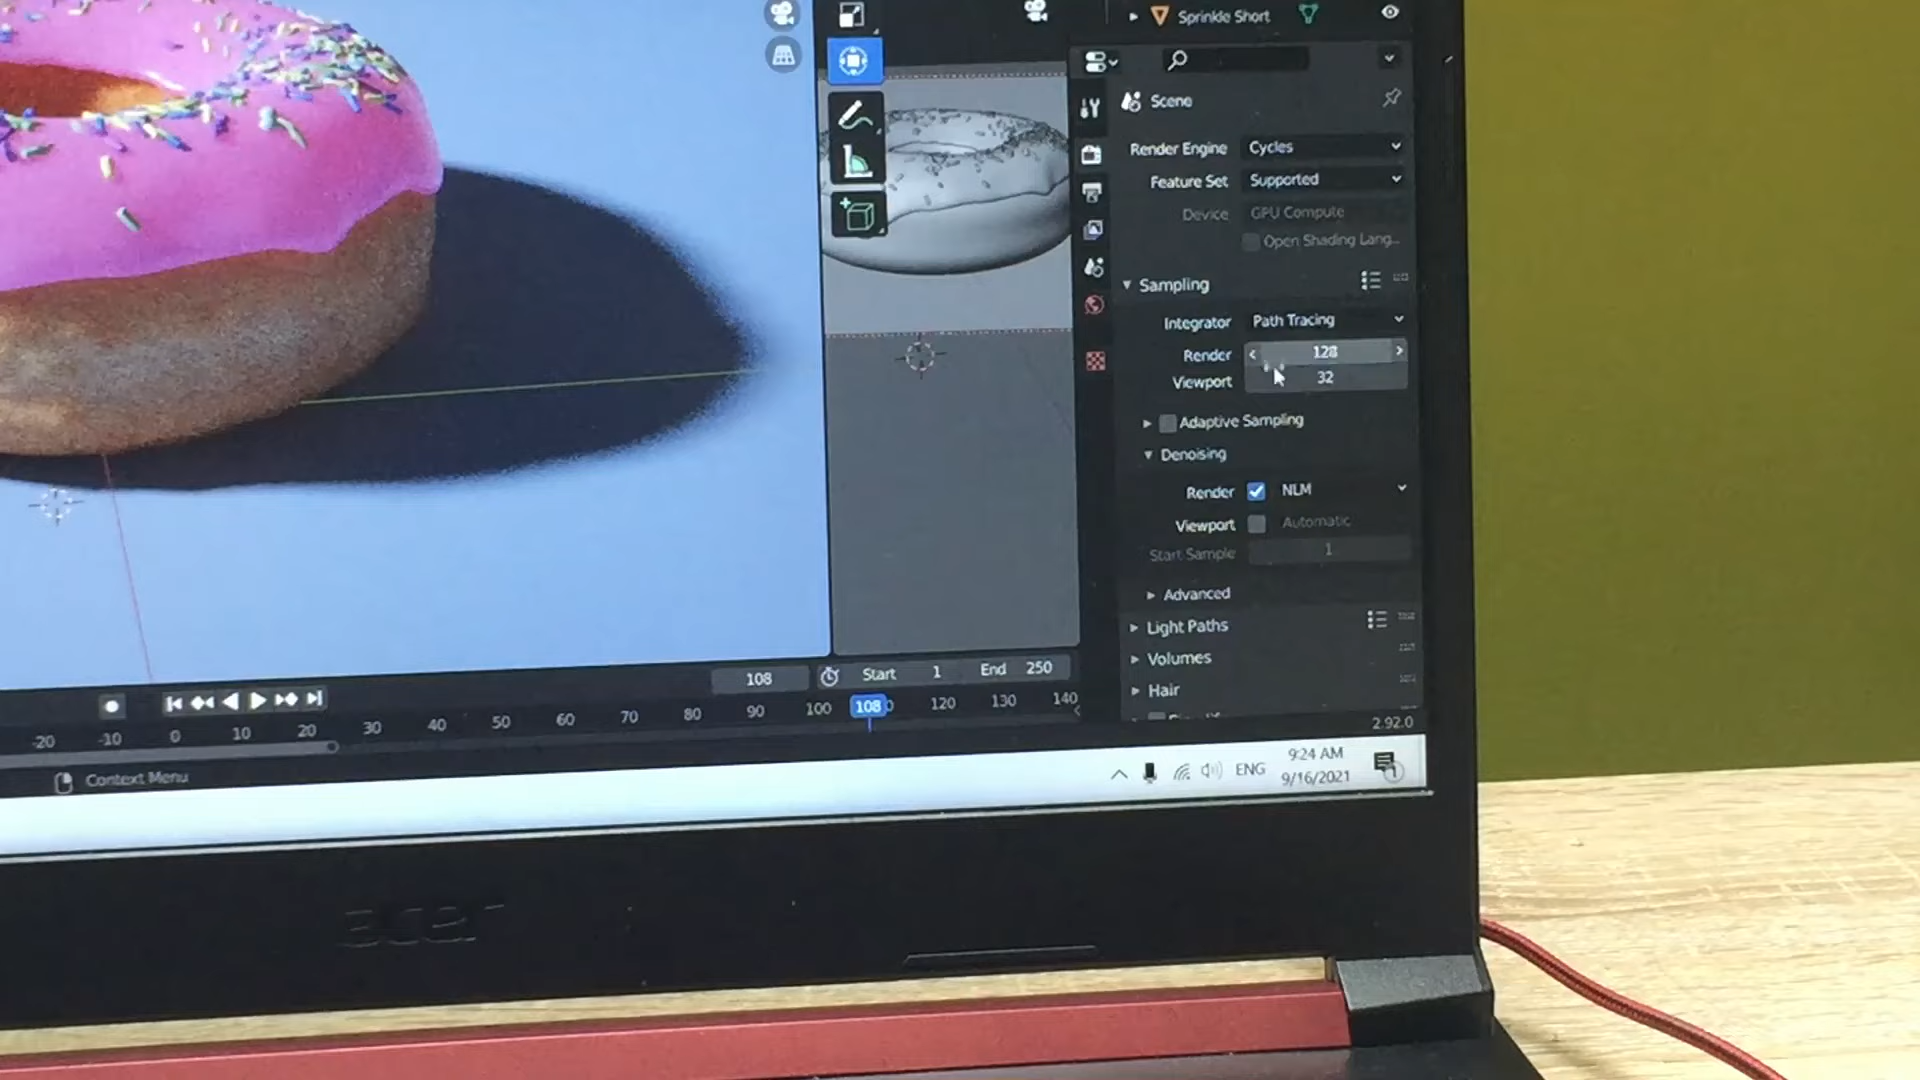 Sprinkle Short
Scene
Render Engine Cycles
Feature Set Supported
Device GPU Compute
Open Shading Lang...
Sampling
Integrator Path Tracing
Render 128
Viewport 32
Adaptive Sampling
Denoising
Render NLM
Viewport Automatic
Start Sample 1
Advanced
Light Paths
Volumes
Hair
2.92.0
108 Start 1 End 250
-20 -10 0 10 20 30 40 50 60 70 80 90 100 108 120 130 140
Context Menu
ENG 9:24 AM
9/16/2021
acer